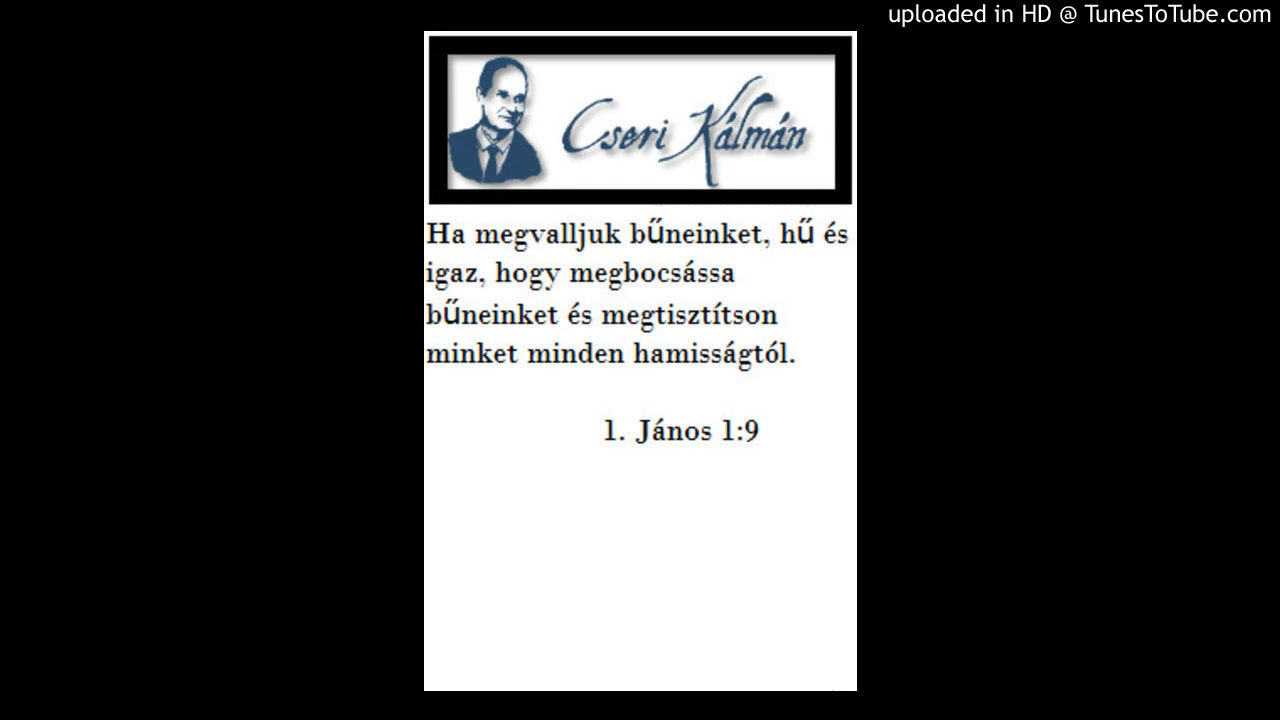 uploaded in HD @ TunesToTube.com
Cseri Kálmán
Ha megvalljuk bűneinket, hű és
igaz, hogy megbocsássa
bűneinket és megtisztítson
minket minden hamisságtól.
1. János 1:9